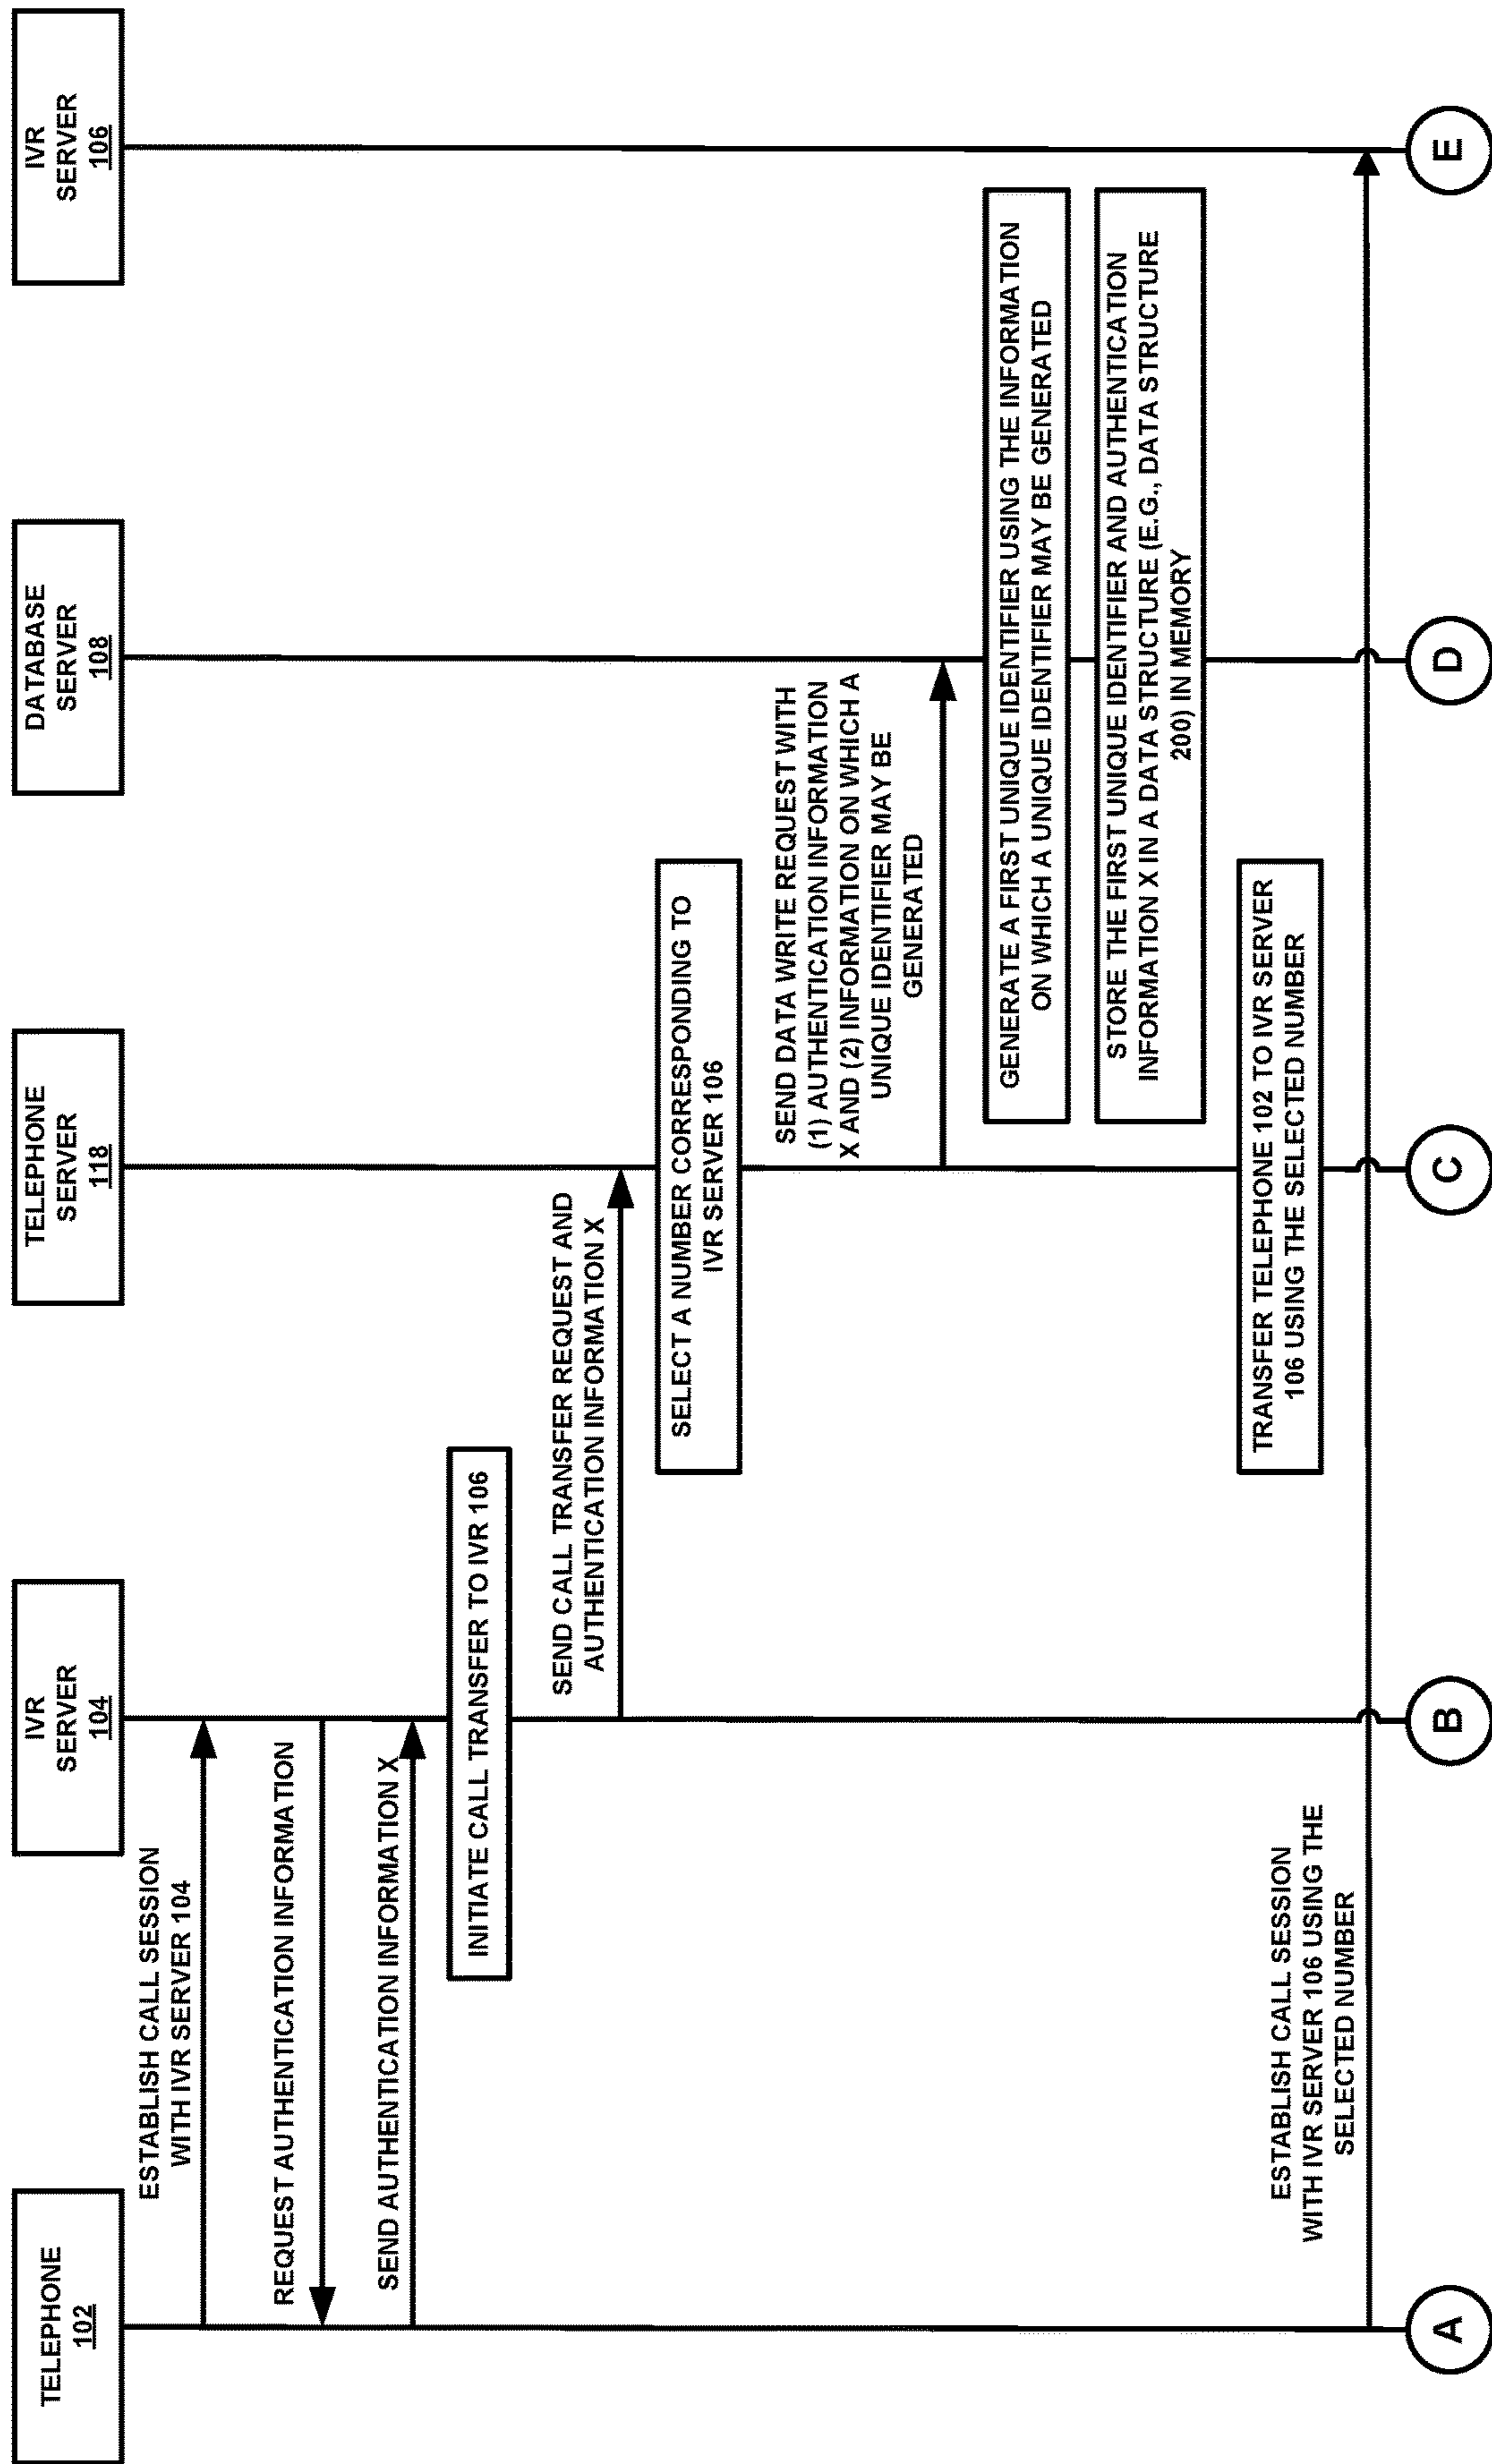 TELEPHONE
102
IVR
SERVER
104
TELEPHONE
SERVER
118
DATABASE
SERVER
108
IVR
SERVER
106
ESTABLISH CALL SESSION
WITH IVR SERVER 104
REQUEST AUTHENTICATION INFORMATION
SEND AUTHENTICATION INFORMATION X
INITIATE CALL TRANSFER TO IVR 106
SEND CALL TRANSFER REQUEST AND
AUTHENTICATION INFORMATION X
SELECT A NUMBER CORRESPONDING TO
IVR SERVER 106
SEND DATA WRITE REQUEST WITH
(1) AUTHENTICATION INFORMATION
X AND (2) INFORMATION ON WHICH A
UNIQUE IDENTIFIER MAY BE
GENERATED
GENERATE A FIRST UNIQUE IDENTIFIER USING THE INFORMATION
ON WHICH A UNIQUE IDENTIFIER MAY BE GENERATED
STORE THE FIRST UNIQUE IDENTIFIER AND AUTHENTICATION
INFORMATION X IN A DATA STRUCTURE (E.G., DATA STRUCTURE
200) IN MEMORY
TRANSFER TELEPHONE 102 TO IVR SERVER
106 USING THE SELECTED NUMBER
ESTABLISH CALL SESSION
WITH IVR SERVER 106 USING THE
SELECTED NUMBER
A
B
C
D
E